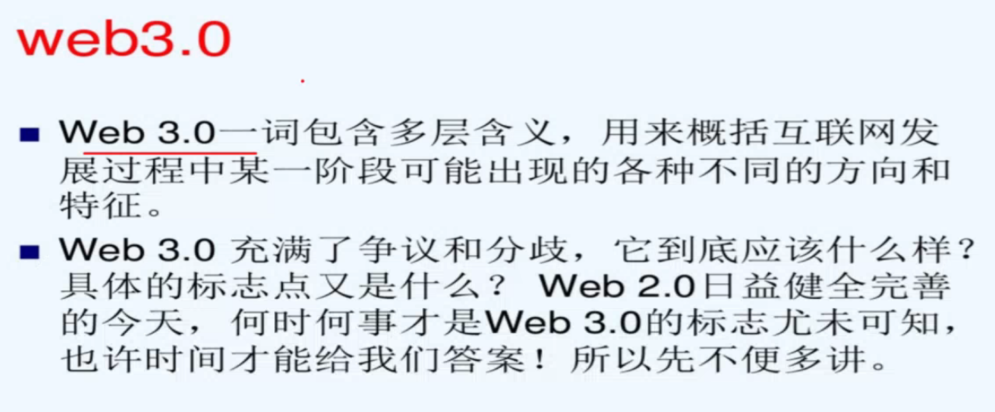 web3.0
Web 3.0一词包含多层含义，用来概括互联网发
展过程中某一阶段可能出现的各种不同的方向和
特征。
Web 3.0 充满了争议和分歧，它到底应该什么样？
具体的标志点又是什么？ Web 2.0日益健全完善
的今天，何时何事才是Web 3.0的标志尤未可知，
也许时间才能给我们答案！所以先不便多讲。